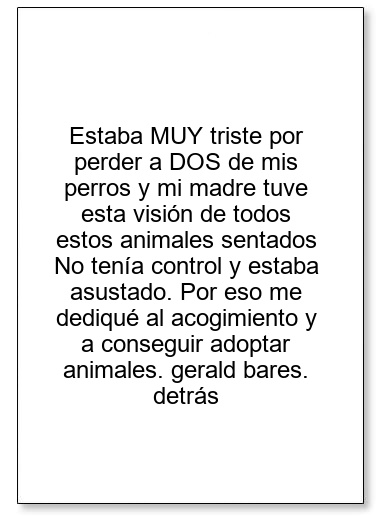 Estaba MUY triste por
perder a DOS de mis
perros y mi madre tuve
esta visión de todos
estos animales sentados
No tenía control y estaba
asustado. Por eso me
dediqué al acogimiento y
a conseguir adoptar
animales. gerald bares.
detrás